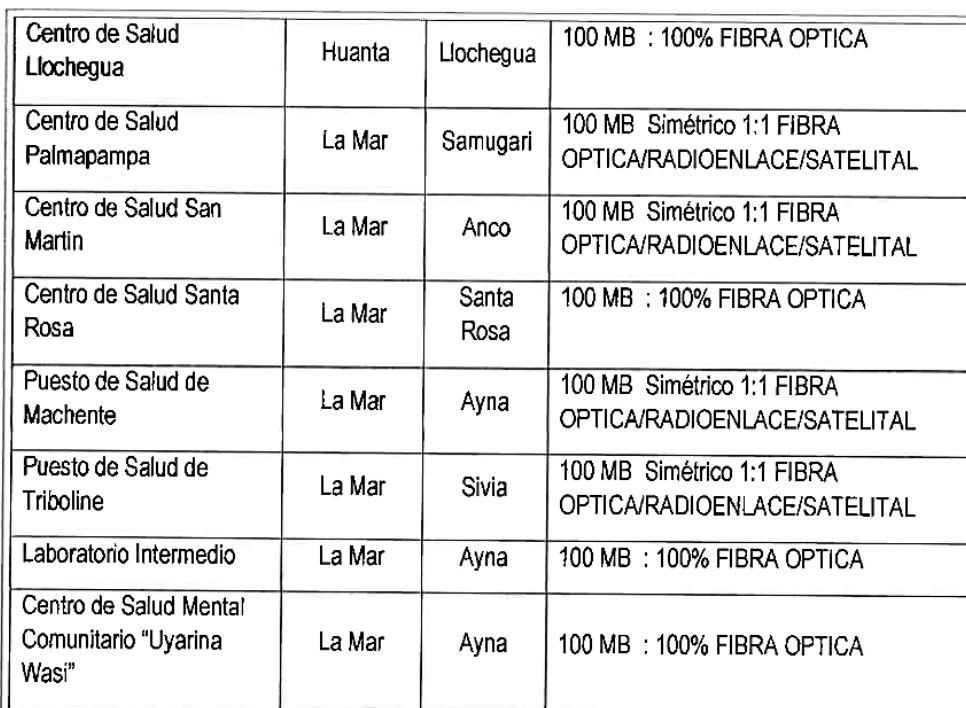 Centro de Salud
Llochegua
Huanta
Llochegua
100 MB : 100% FIBRA OPTICA
Centro de Salud
Palmapampa
La Mar
Samugari
100 MB Simétrico 1:1 FIBRA
OPTICA/RADIOENLACE/SATELITAL
Centro de Salud San
Martin
La Mar
Anco
100 MB Simétrico 1:1 FIBRA
OPTICA/RADIOENLACE/SATELITAL
Centro de Salud Santa
Rosa
La Mar
Santa
Rosa
100 MB : 100% FIBRA OPTICA
Puesto de Salud de
Machente
La Mar
Ayna
100 MB Simétrico 1:1 FIBRA
OPTICA/RADIOENLACE/SATELITAL
Puesto de Salud de
Triboline
La Mar
Sivia
100 MB Simétrico 1:1 FIBRA
OPTICA/RADIOENLACE/SATELITAL
Laboratorio Intermedio
La Mar
Ayna
100 MB : 100% FIBRA OPTICA
Centro de Salud Mental
Comunitario “Uyarina
Wasi”
La Mar
Ayna
100 MB : 100% FIBRA OPTICA